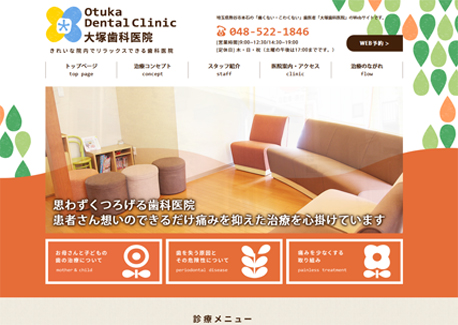 Otuka
Dental Clinic
大塚歯科医院
きれいな院内でリラックスできる歯科医院
埼玉県熊谷市本石の「痛くない・こわくない」歯医者「大塚歯科医院」のWebサイトです。
048-522-1846
[営業時間]9:00~12:30/14:30~19:00
[定休日]木・日・祝（土曜の午後は17:00までです。）
WEB予約 >
トップページ 治療コンセプト スタッフ紹介 医院案内・アクセス 治療のながれ
top page concept staff clinic flow
思わずくつろげる歯科医院
患者さん想いのできるだけ痛みを抑えた治療を心掛けています
お母さんと子どもの
歯の治療について
mother & child
歯を失う原因と
その危険性について
periodental disease
痛みを少なくする
取り組み
painless treatment
診療メニュー